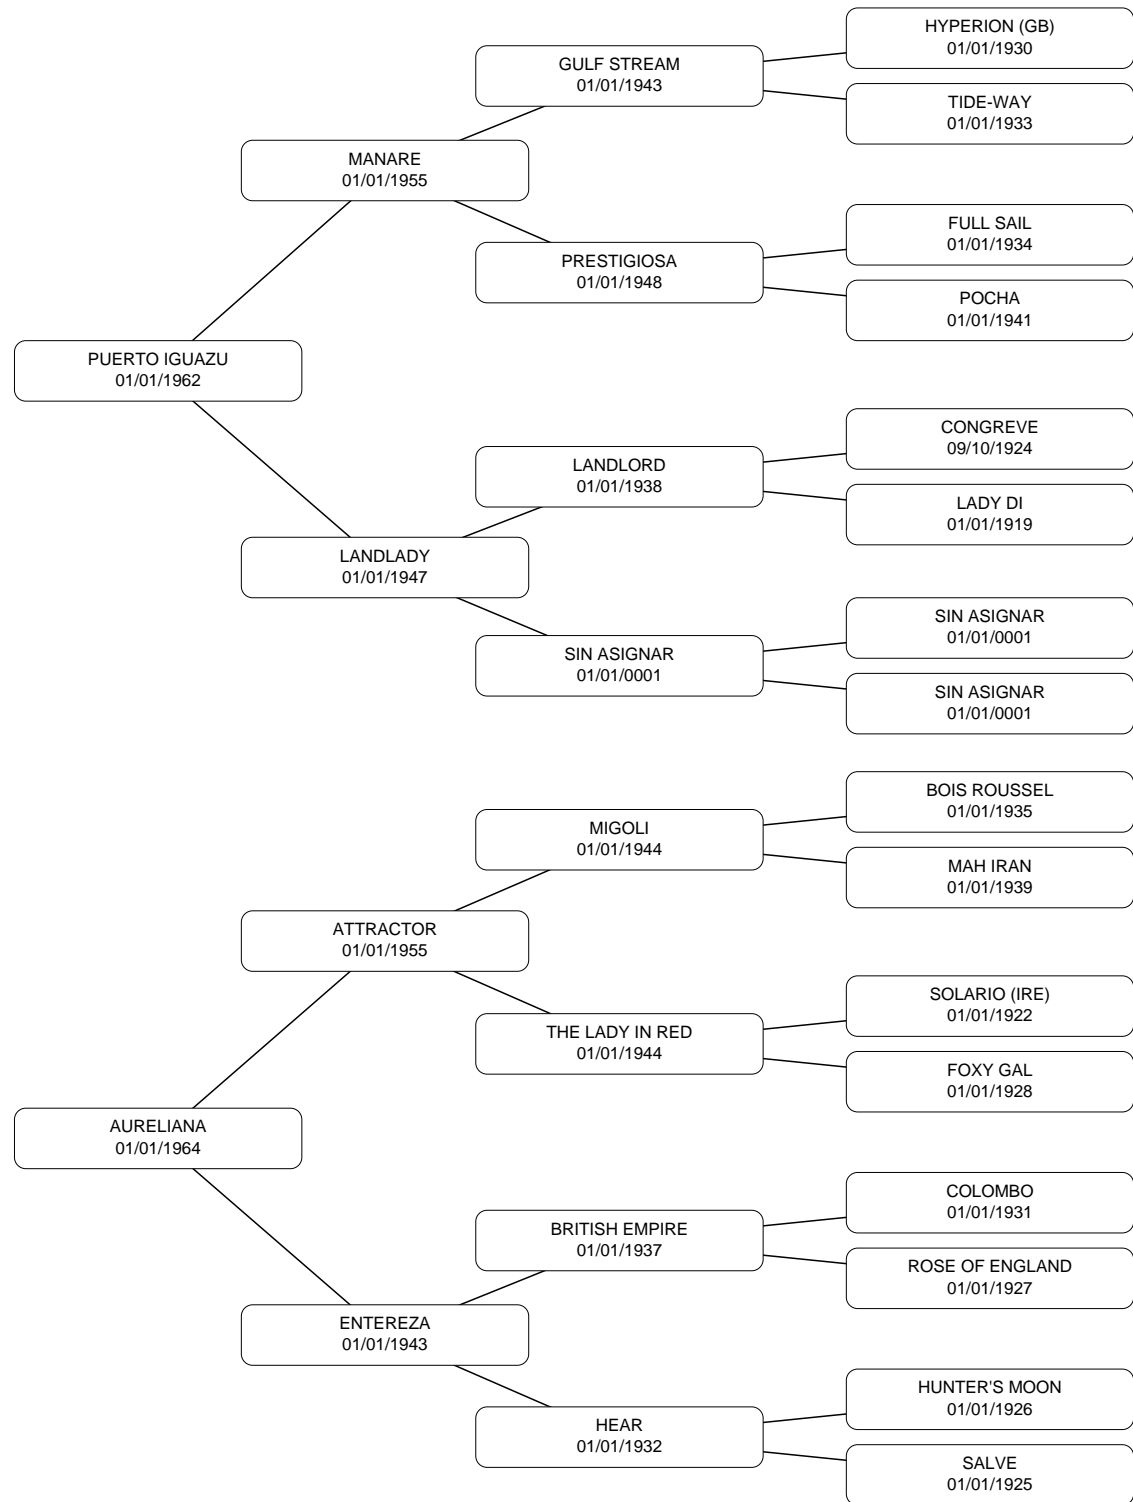 HYPERION (GB)
01/01/1930
GULF STREAM
01/01/1943
TIDE-WAY
01/01/1933
MANARE
01/01/1955
FULL SAIL
01/01/1934
PRESTIGIOSA
01/01/1948
POCHA
01/01/1941
PUERTO IGUAZU
01/01/1962
CONGREVE
09/10/1924
LANDLORD
01/01/1938
LADY DI
01/01/1919
LANDLADY
01/01/1947
SIN ASIGNAR
01/01/0001
SIN ASIGNAR
01/01/0001
SIN ASIGNAR
01/01/0001
BOIS ROUSSEL
01/01/1935
MIGOLI
01/01/1944
MAH IRAN
01/01/1939
ATTRACTOR
01/01/1955
SOLARIO (IRE)
01/01/1922
THE LADY IN RED
01/01/1944
FOXY GAL
01/01/1928
AURELIANA
01/01/1964
COLOMBO
01/01/1931
BRITISH EMPIRE
01/01/1937
ROSE OF ENGLAND
01/01/1927
ENTEREZA
01/01/1943
HUNTER'S MOON
01/01/1926
HEAR
01/01/1932
SALVE
01/01/1925